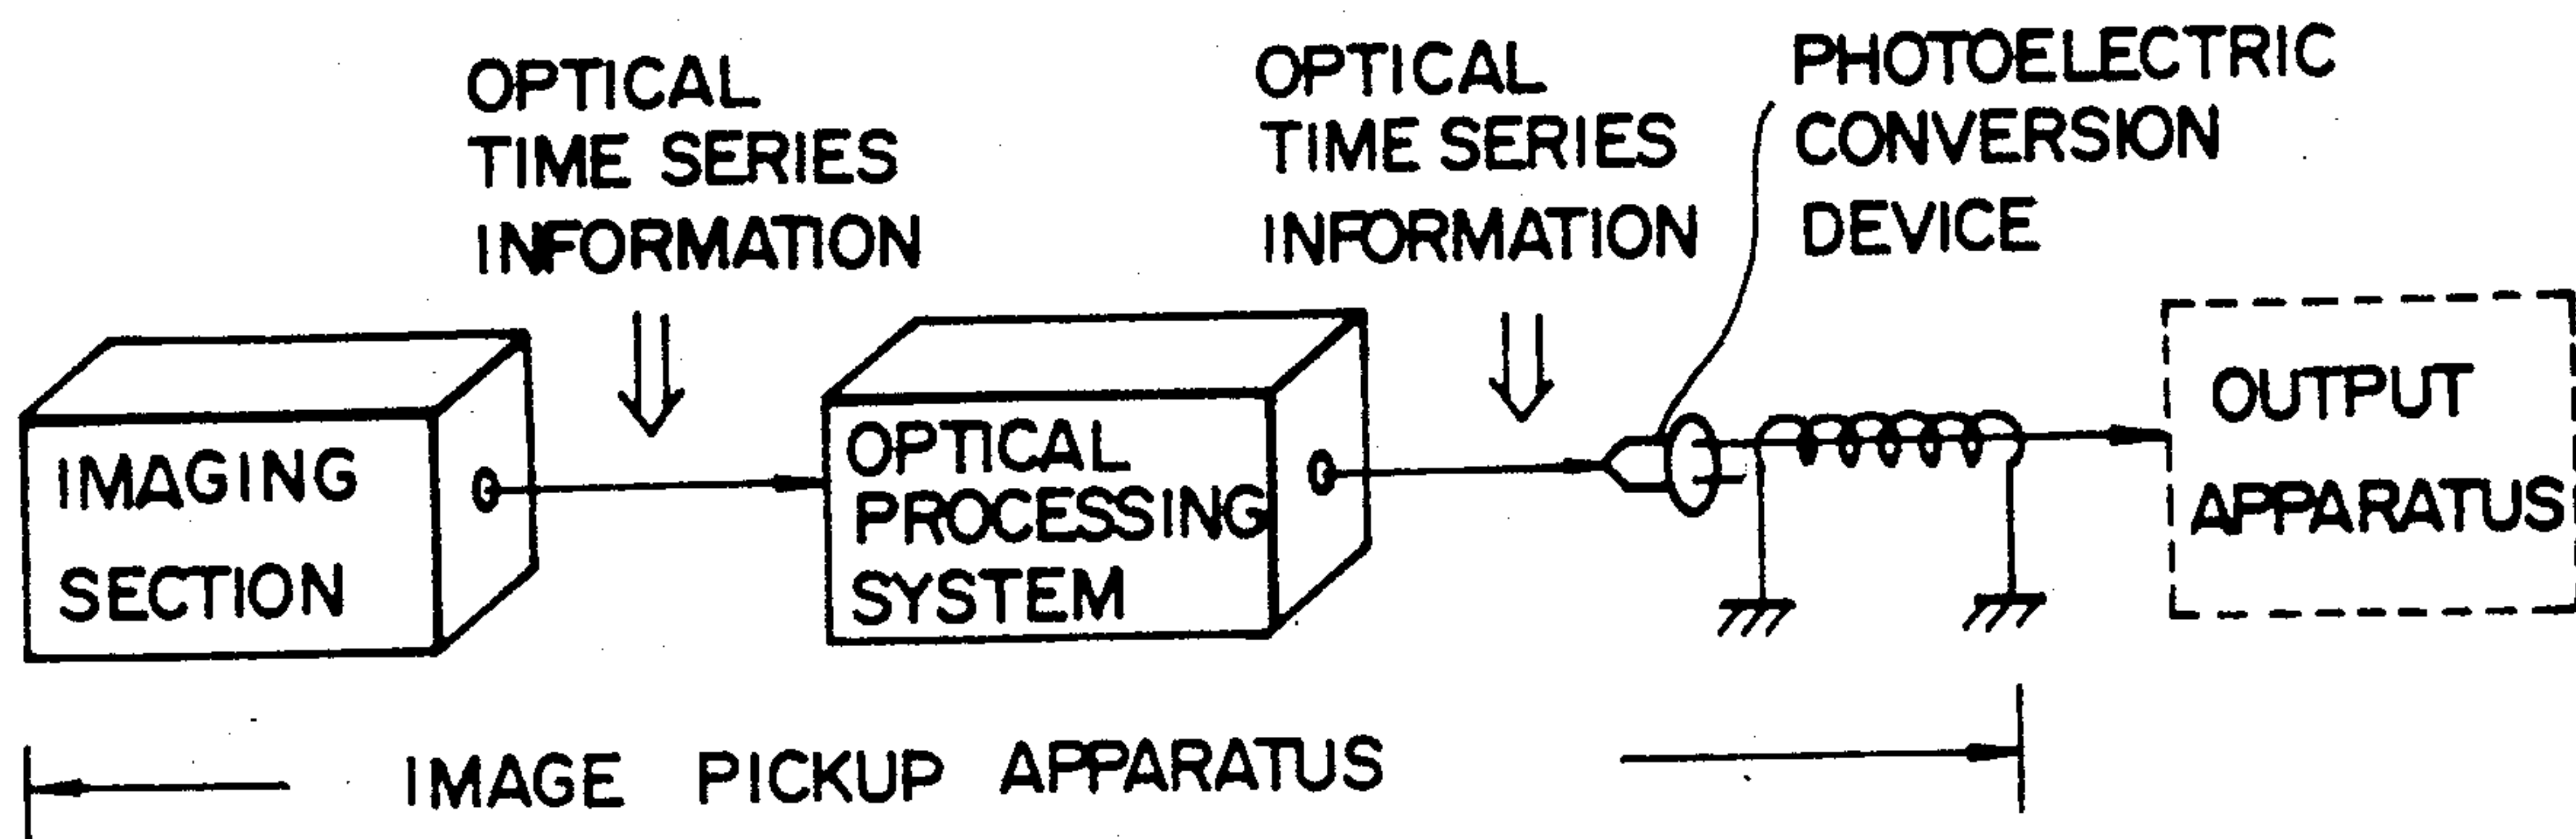 OPTICAL
TIME SERIES
INFORMATION
OPTICAL
TIME SERIES
INFORMATION
PHOTOELECTRIC
CONVERSION
DEVICE
IMAGING
SECTION
OPTICAL
PROCESSING
SYSTEM
OUTPUT
APPARATUS
IMAGE PICKUP APPARATUS